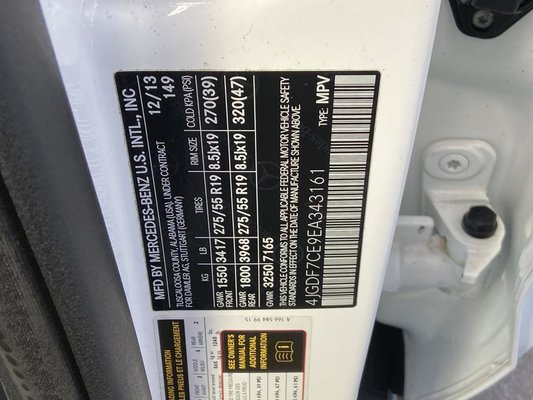 MFD BY MERCEDES-BENZ U.S. INTL., INC 12/13
TUSCALOOSA COUNTY, ALABAMA (USA), UNDER CONTRACT 149
FOR DAIMLER AG, STUTTGART (GERMANY)
KG LB TIRES RIM SIZE COLD KPA (PSI)
GAWR 1550 3417 275/55 R19 8.5Jx19 270(39)
FRONT
GAWR 1800 3968 275/55 R19 8.5Jx19 320(47)
REAR
GVWR 3250 7165
THIS VEHICLE CONFORMS TO ALL APPLICABLE FEDERAL MOTOR VEHICLE SAFETY
STANDARDS IN EFFECT ON THE DATE OF MANUFACTURE SHOWN ABOVE.
4JGDF7CE9EA343161 TYPE: MPV
A 166 584 99 15
SEE OWNER'S
MANUAL FOR
ADDITIONAL
INFORMATION